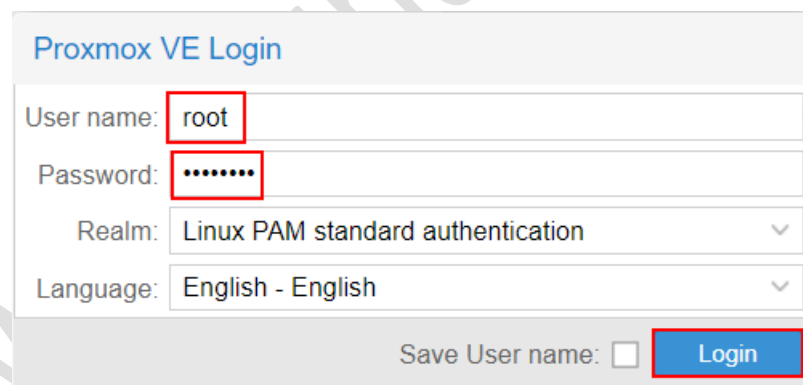 Proxmox VE Login
User name: root
Password: ••••••••
Realm: Linux PAM standard authentication
Language: English - English
Save User name: Login